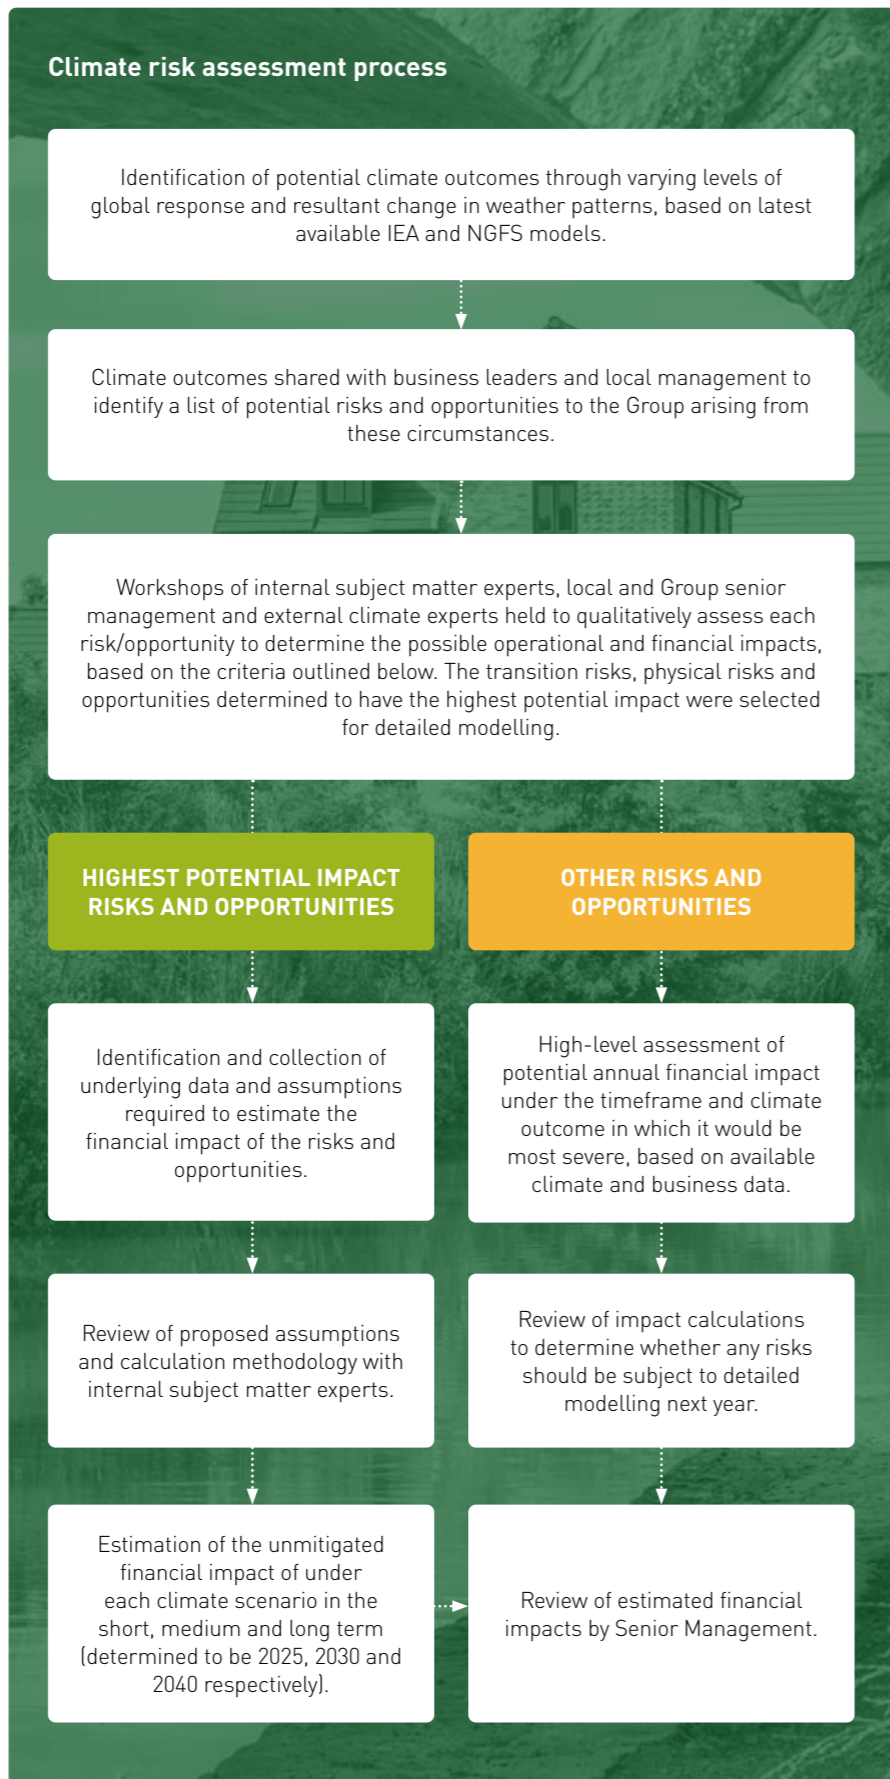 Climate risk assessment process
Identification of potential climate outcomes through varying levels of
global response and resultant change in weather patterns, based on latest
available IEA and NGFS models.
Climate outcomes shared with business leaders and local management to
identify a list of potential risks and opportunities to the Group arising from
these circumstances.
Workshops of internal subject matter experts, local and Group senior
management and external climate experts held to qualitatively assess each
risk/opportunity to determine the possible operational and financial impacts,
based on the criteria outlined below. The transition risks, physical risks and
opportunities determined to have the highest potential impact were selected
for detailed modelling.
HIGHEST POTENTIAL IMPACT
RISKS AND OPPORTUNITIES
Identification and collection of
underlying data and assumptions
required to estimate the
financial impact of the risks and
opportunities.
Review of proposed assumptions
and calculation methodology with
internal subject matter experts.
Estimation of the unmitigated
financial impact of under
each climate scenario in the
short, medium and long term
(determined to be 2025, 2030 and
2040 respectively).
OTHER RISKS AND
OPPORTUNITIES
High-level assessment of
potential annual financial impact
under the timeframe and climate
outcome in which it would be
most severe, based on available
climate and business data.
Review of impact calculations
to determine whether any risks
should be subject to detailed
modelling next year.
Review of estimated financial
impacts by Senior Management.